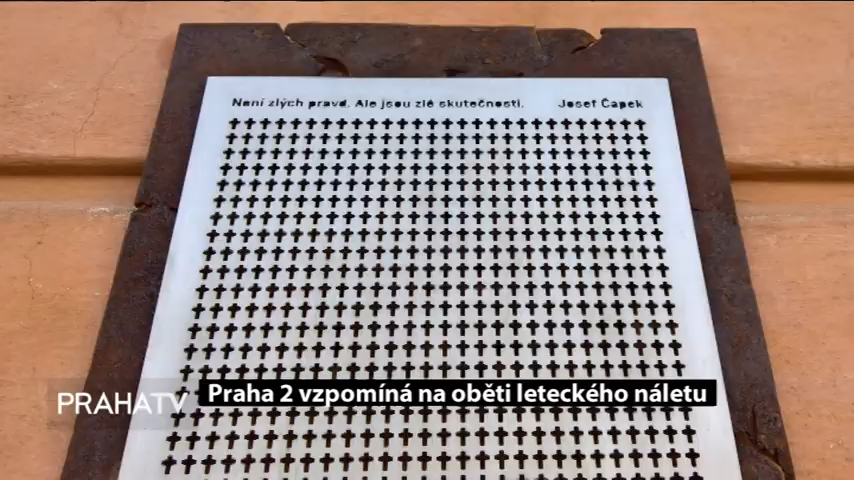 Není zlých pravd. Ale jsou zlé skutečnosti. Josef Čapek
Praha 2 vzpomíná na oběti leteckého náletu
PRAHATV